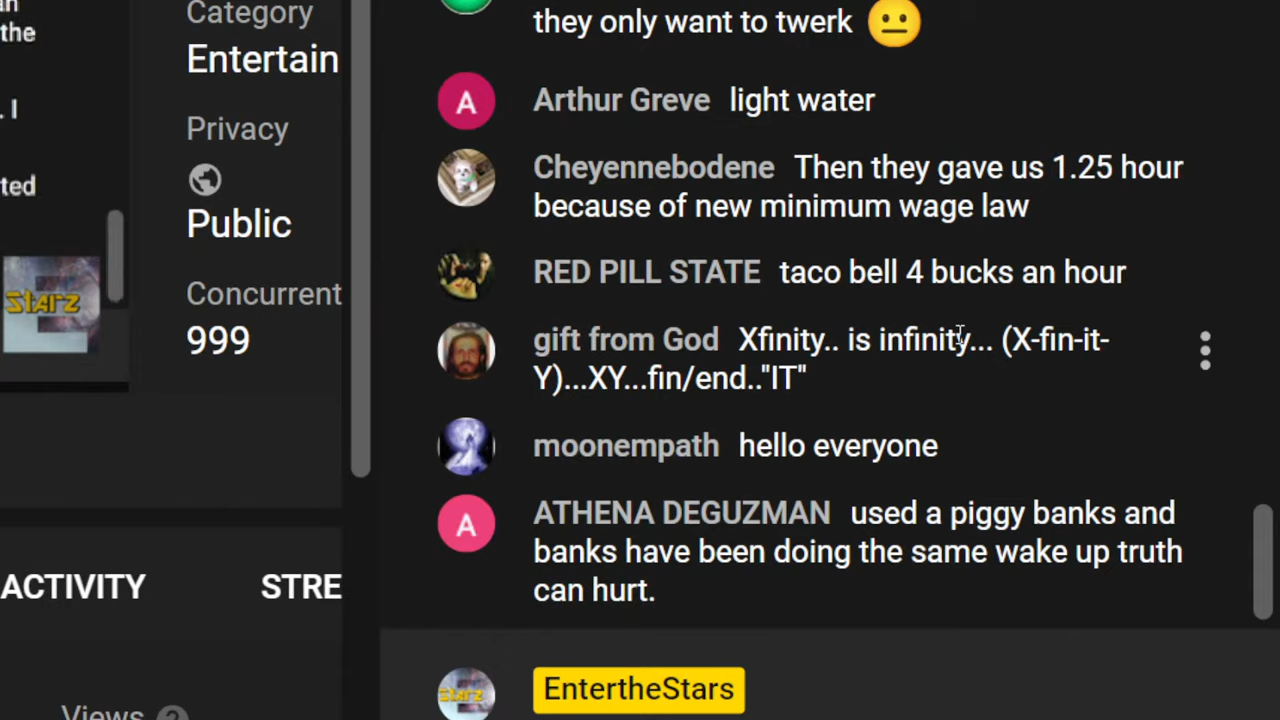 the
. I
ted
Starz
Category
Entertain
Privacy
Public
Concurrent
999
ACTIVITY
STRE
Views
they only want to twerk 😐
A
Arthur Greve light water
Cheyennebodene Then they gave us 1.25 hour
because of new minimum wage law
RED PILL STATE taco bell 4 bucks an hour
gift from God Xfinity.. is infinity... (X-fin-it-
Y)...XY...fin/end.."IT"
moonempath hello everyone
A
ATHENA DEGUZMAN used a piggy banks and
banks have been doing the same wake up truth
can hurt.
Starz
EntertheStars